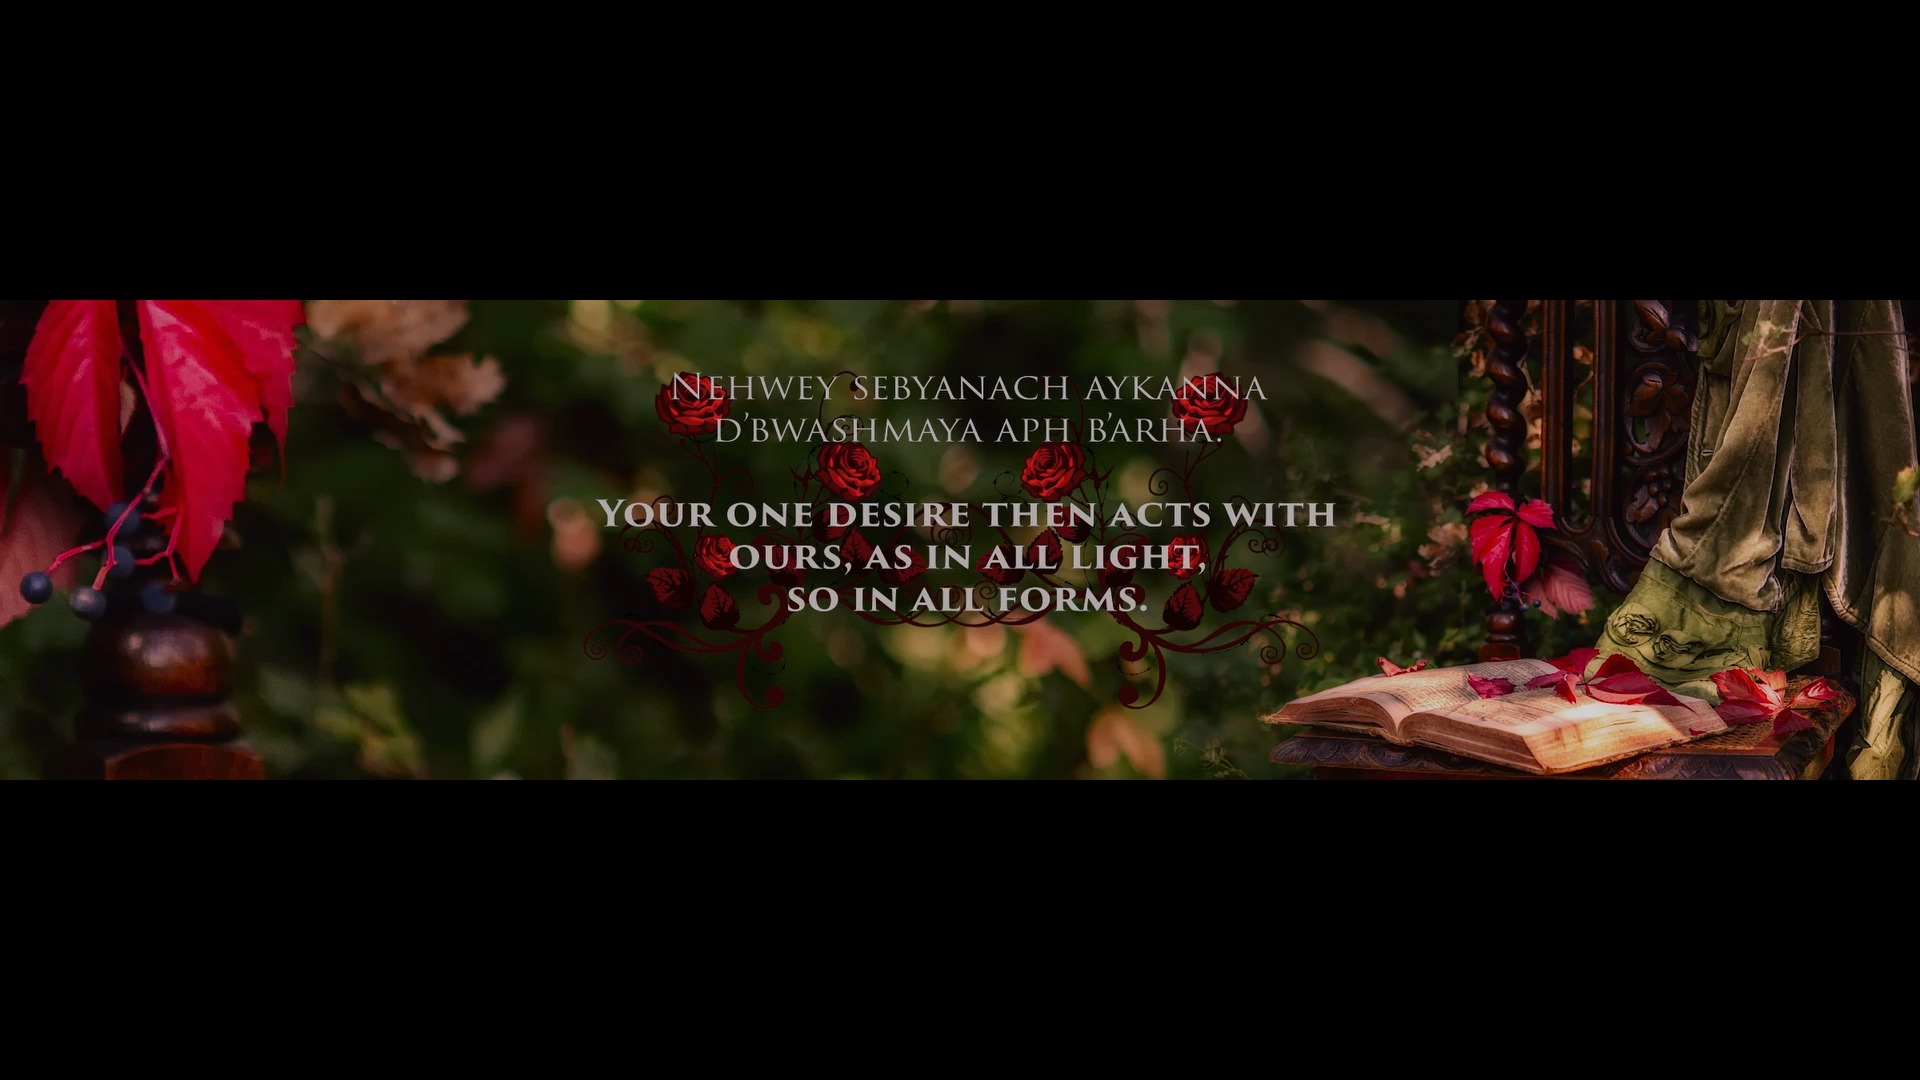 Nehwey sebyanach aykanna
d'bwashmaya aph b'arha.
Your one desire then acts with
ours, as in all light,
so in all forms.